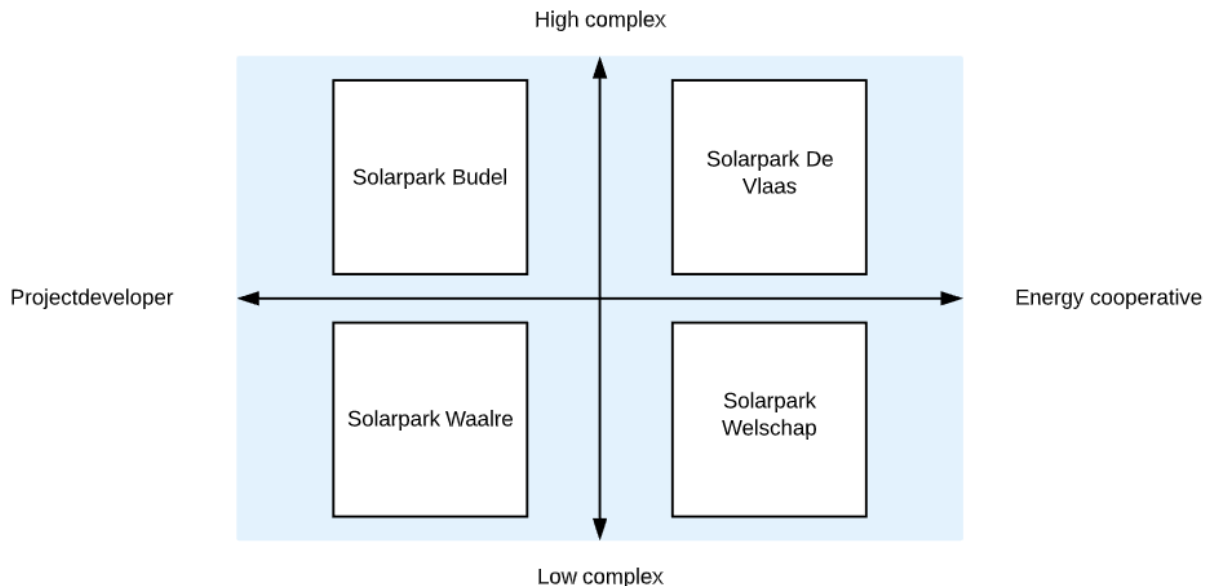 High complex
Solarpark Budel
Solarpark De
Vlaas
Projectdeveloper
Energy cooperative
Solarpark Waalre
Solarpark
Welschap
Low complex